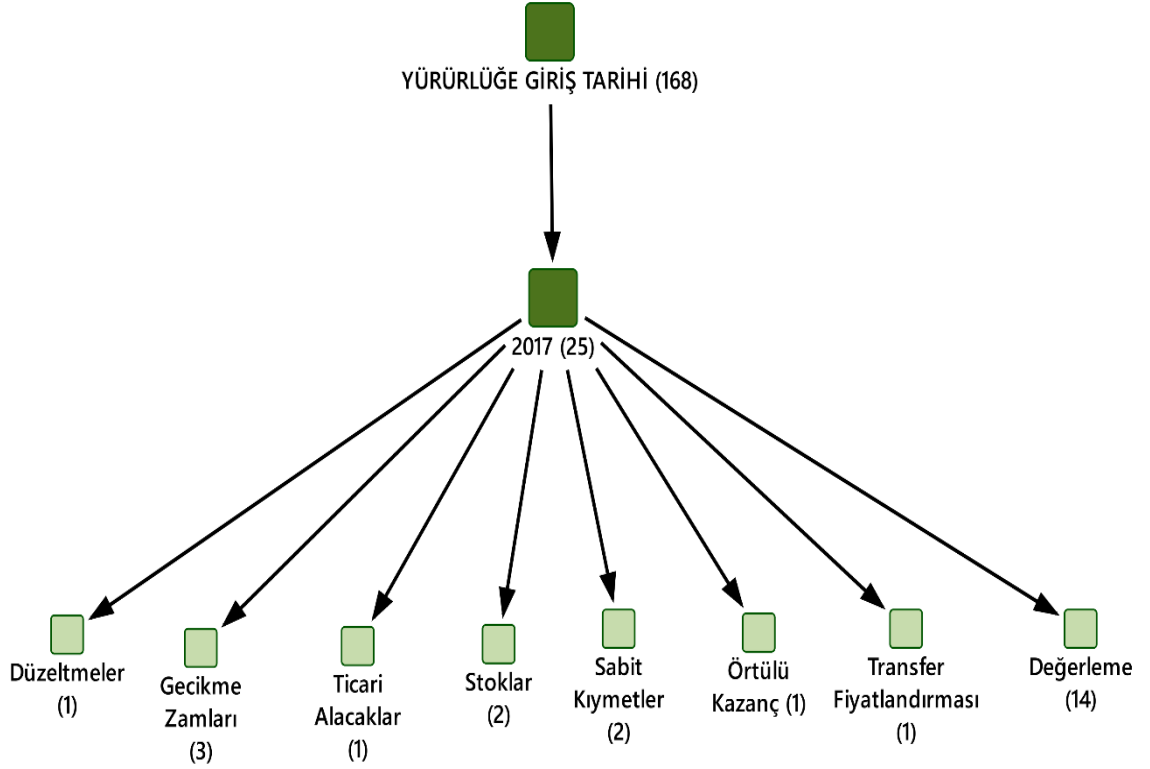 YÜRÜRLÜĞE GİRİŞ TARİHİ (168)
2017 (25)
Düzeltmeler
(1)
Gecikme
Zamları
(3)
Ticari
Alacaklar
(1)
Stoklar
(2)
Sabit
Kıymetler
(2)
Örtülü
Kazanç (1)
Transfer
Fiyatlandırması
(1)
Değerleme
(14)